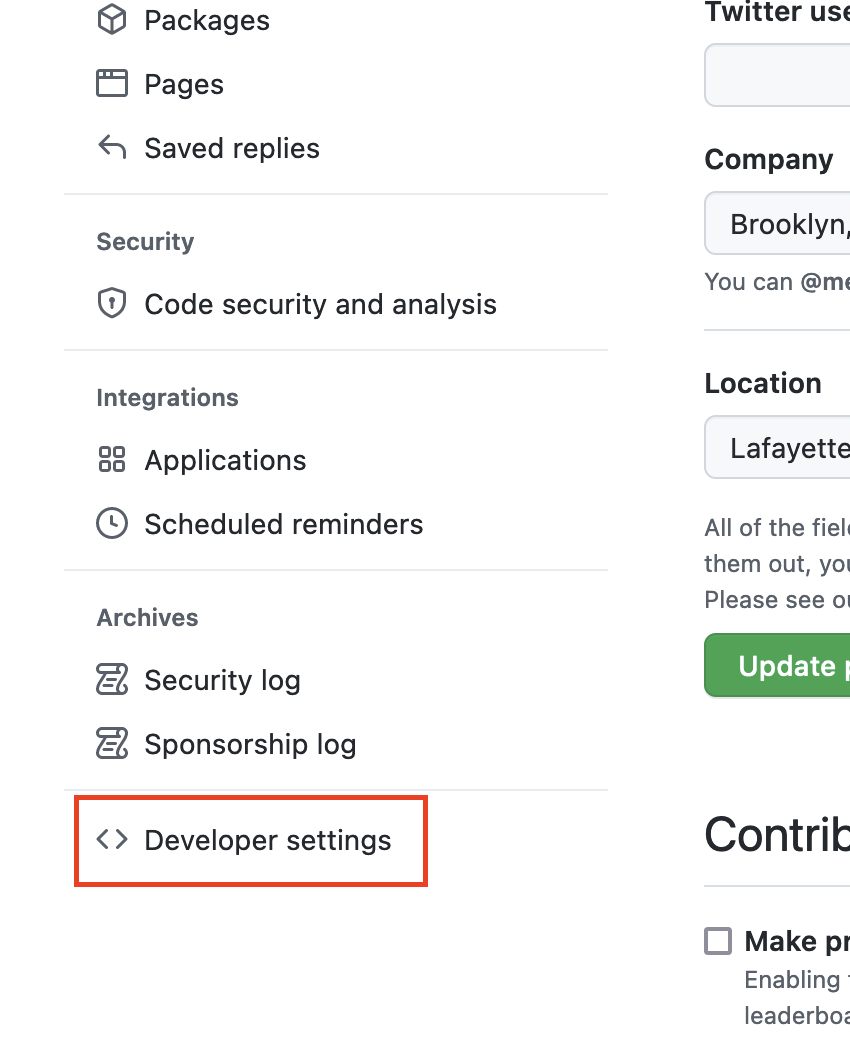 Packages
Pages
Saved replies
Security
Code security and analysis
Integrations
Applications
Scheduled reminders
Archives
Security log
Sponsorship log
Developer settings
Twitter use
Company
Brooklyn,
You can @me
Location
Lafayette
All of the fiel
them out, you
Please see ou
Update p
Contrib
Make pr
Enabling
leaderboa